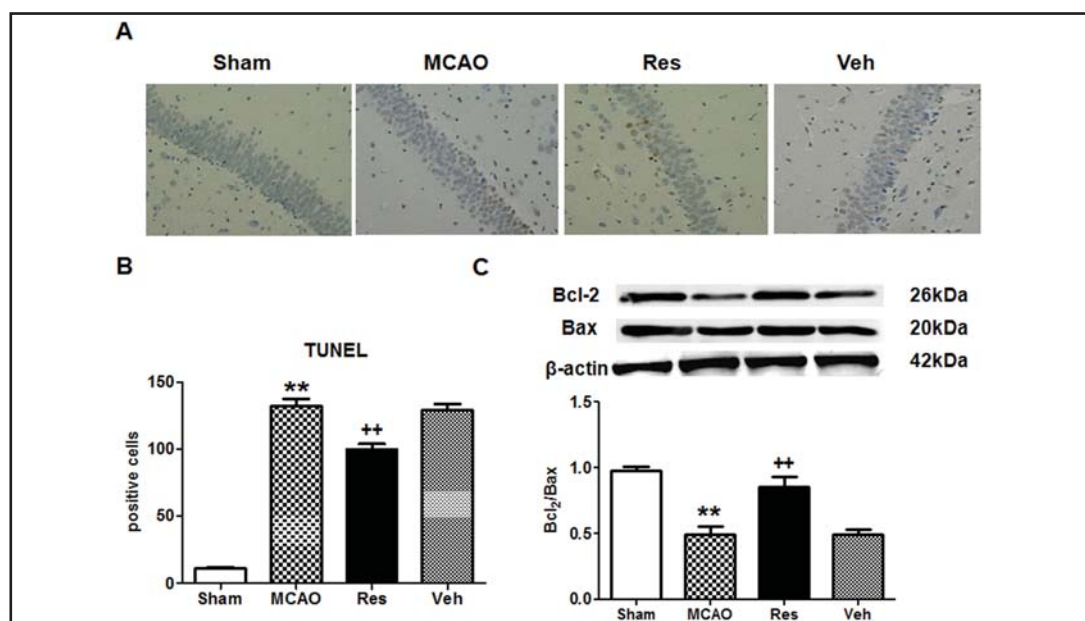 A
Sham MCAO Res Veh
B
TUNEL
positive cells
150
100
50
0
**
++
Sham MCAO Res Veh
C
Bcl-2 26kDa
Bax 20kDa
β-actin 42kDa
Bcl₂/Bax
1.5
1.0
0.5
0.0
**
++
Sham MCAO Res Veh